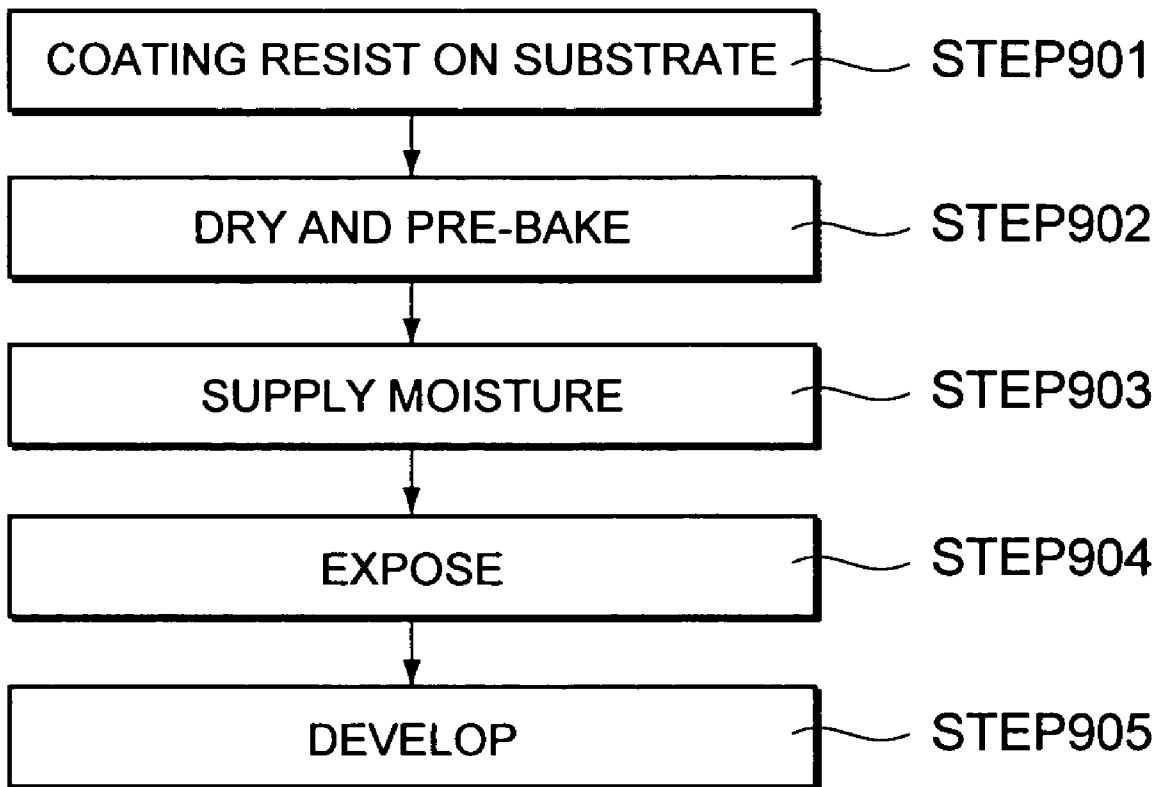 COATING RESIST ON SUBSTRATE STEP901
DRY AND PRE-BAKE STEP902
SUPPLY MOISTURE STEP903
EXPOSE STEP904
DEVELOP STEP905